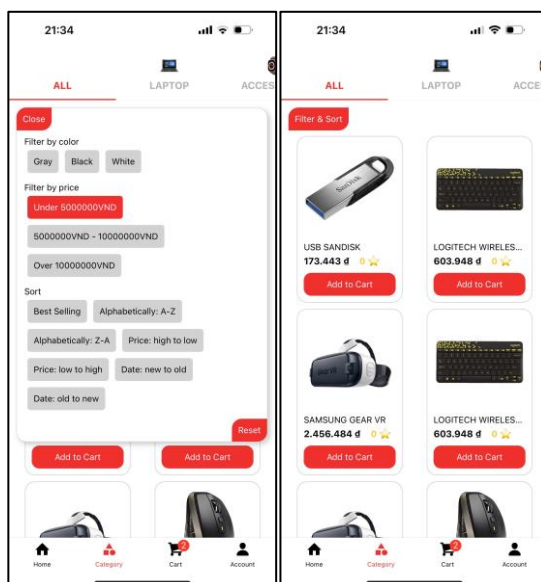 21:34
ALL LAPTOP ACCES
Close
Filter by color
Gray Black White
Filter by price
Under 5000000VND
5000000VND - 10000000VND
Over 10000000VND
Sort
Best Selling Alphabetically: A-Z
Alphabetically: Z-A Price: high to low
Price: low to high Date: new to old
Date: old to new
Reset
Add to Cart Add to Cart
2
Home Category Cart Account
21:34
ALL LAPTOP ACCE
Filter & Sort
SanDisk
USB SANDISK LOGITECH WIRELES...
173.443 ₫ 0 603.948 ₫ 0
Add to Cart Add to Cart
Gear VR
SAMSUNG GEAR VR LOGITECH WIRELES...
2.456.484 ₫ 0 603.948 ₫ 0
Add to Cart Add to Cart
2
Home Category Cart Account